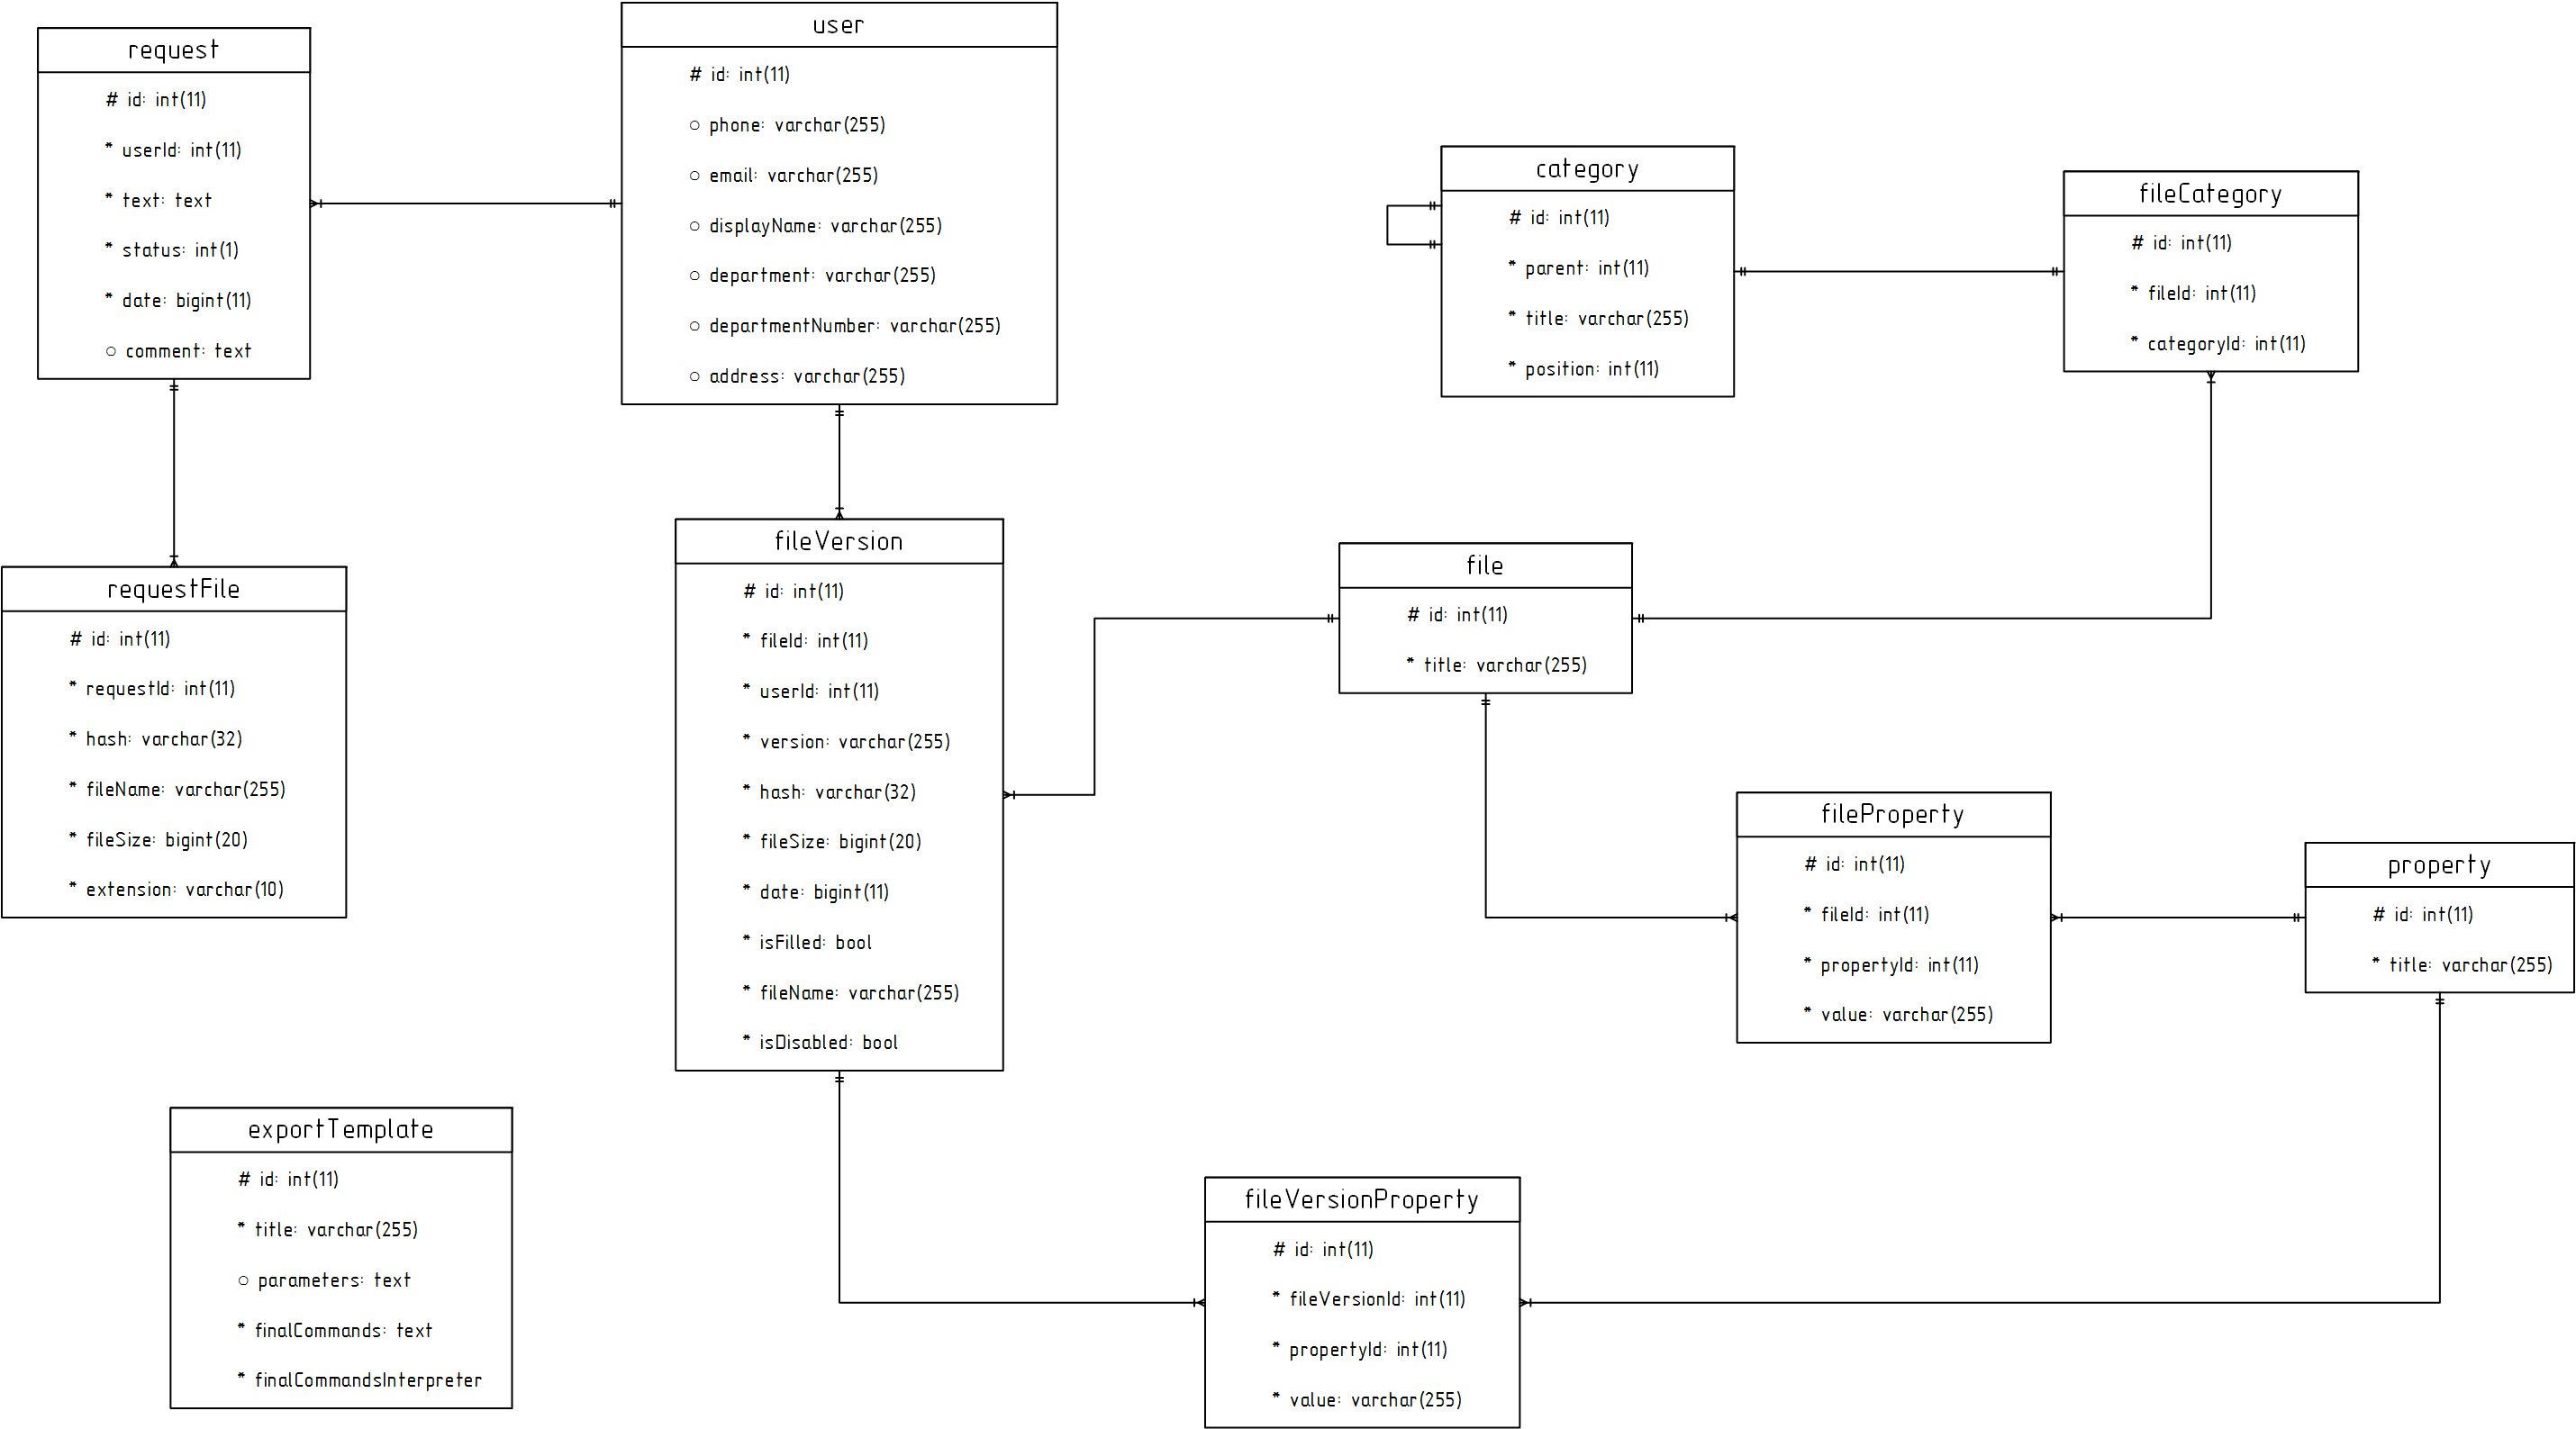 request
# id: int(11)
* userId: int(11)
* text: text
* status: int(1)
* date: bigint(11)
○ comment: text
user
# id: int(11)
○ phone: varchar(255)
○ email: varchar(255)
○ displayName: varchar(255)
○ department: varchar(255)
○ departmentNumber: varchar(255)
○ address: varchar(255)
category
# id: int(11)
* parent: int(11)
* title: varchar(255)
* position: int(11)
fileCategory
# id: int(11)
* fileId: int(11)
* categoryId: int(11)
requestFile
# id: int(11)
* requestId: int(11)
* hash: varchar(32)
* fileName: varchar(255)
* fileSize: bigint(20)
* extension: varchar(10)
fileVersion
# id: int(11)
* fileId: int(11)
* userId: int(11)
* version: varchar(255)
* hash: varchar(32)
* fileSize: bigint(20)
* date: bigint(11)
* isFilled: bool
* fileName: varchar(255)
* isDisabled: bool
file
# id: int(11)
* title: varchar(255)
fileProperty
# id: int(11)
* fileId: int(11)
* propertyId: int(11)
* value: varchar(255)
property
# id: int(11)
* title: varchar(255)
exportTemplate
# id: int(11)
* title: varchar(255)
○ parameters: text
* finalCommands: text
* finalCommandsInterpreter
fileVersionProperty
# id: int(11)
* fileVersionId: int(11)
* propertyId: int(11)
* value: varchar(255)